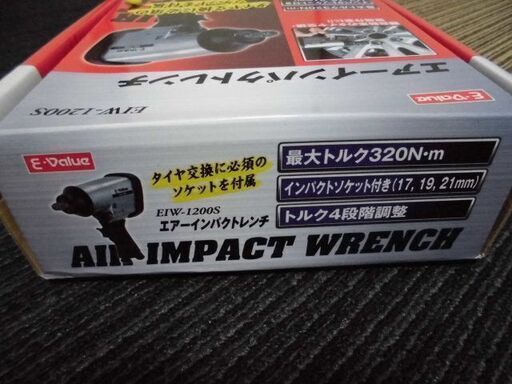 エアーインパクトレンチ
EIW-1200S
E-Value
タイヤ交換に必須の
ソケットを付属
EIW-1200S
エアーインパクトレンチ
最大トルク320N·m
インパクトソケット付き(17, 19, 21mm)
トルク4段階調整
AIR IMPACT WRENCH